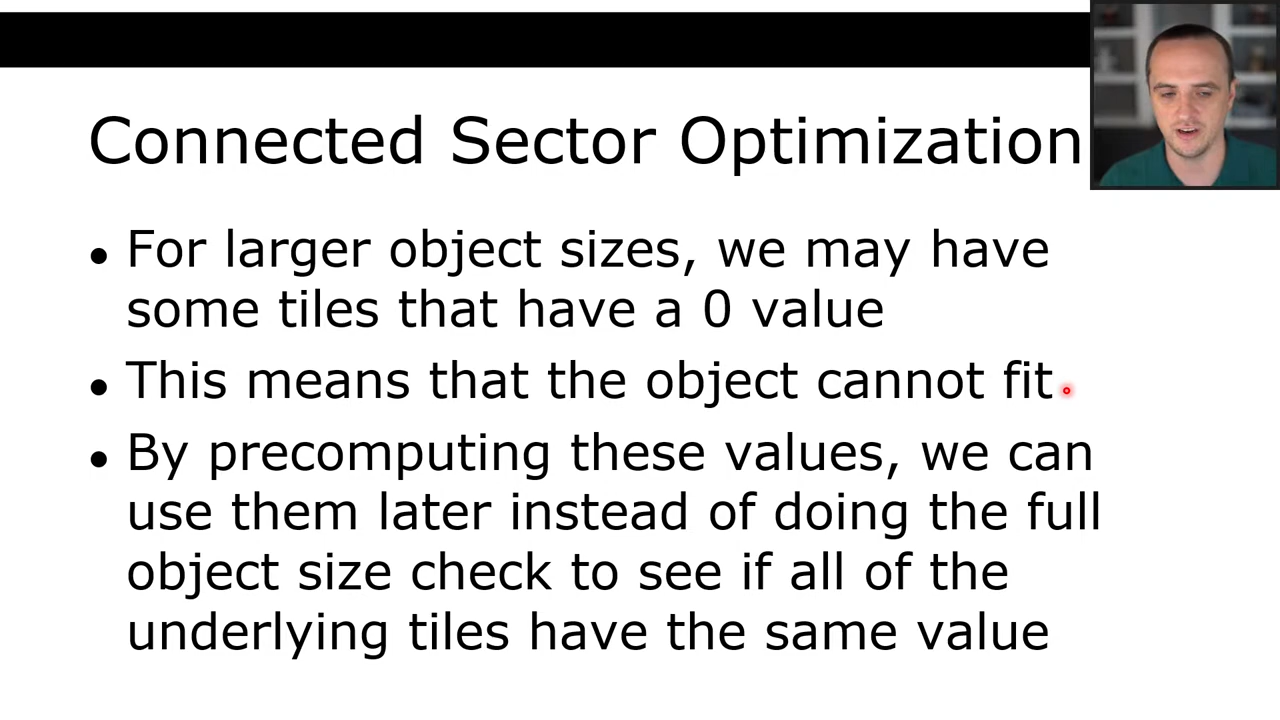 Connected Sector Optimization
• For larger object sizes, we may have
some tiles that have a 0 value
• This means that the object cannot fit
• By precomputing these values, we can
use them later instead of doing the full
object size check to see if all of the
underlying tiles have the same value